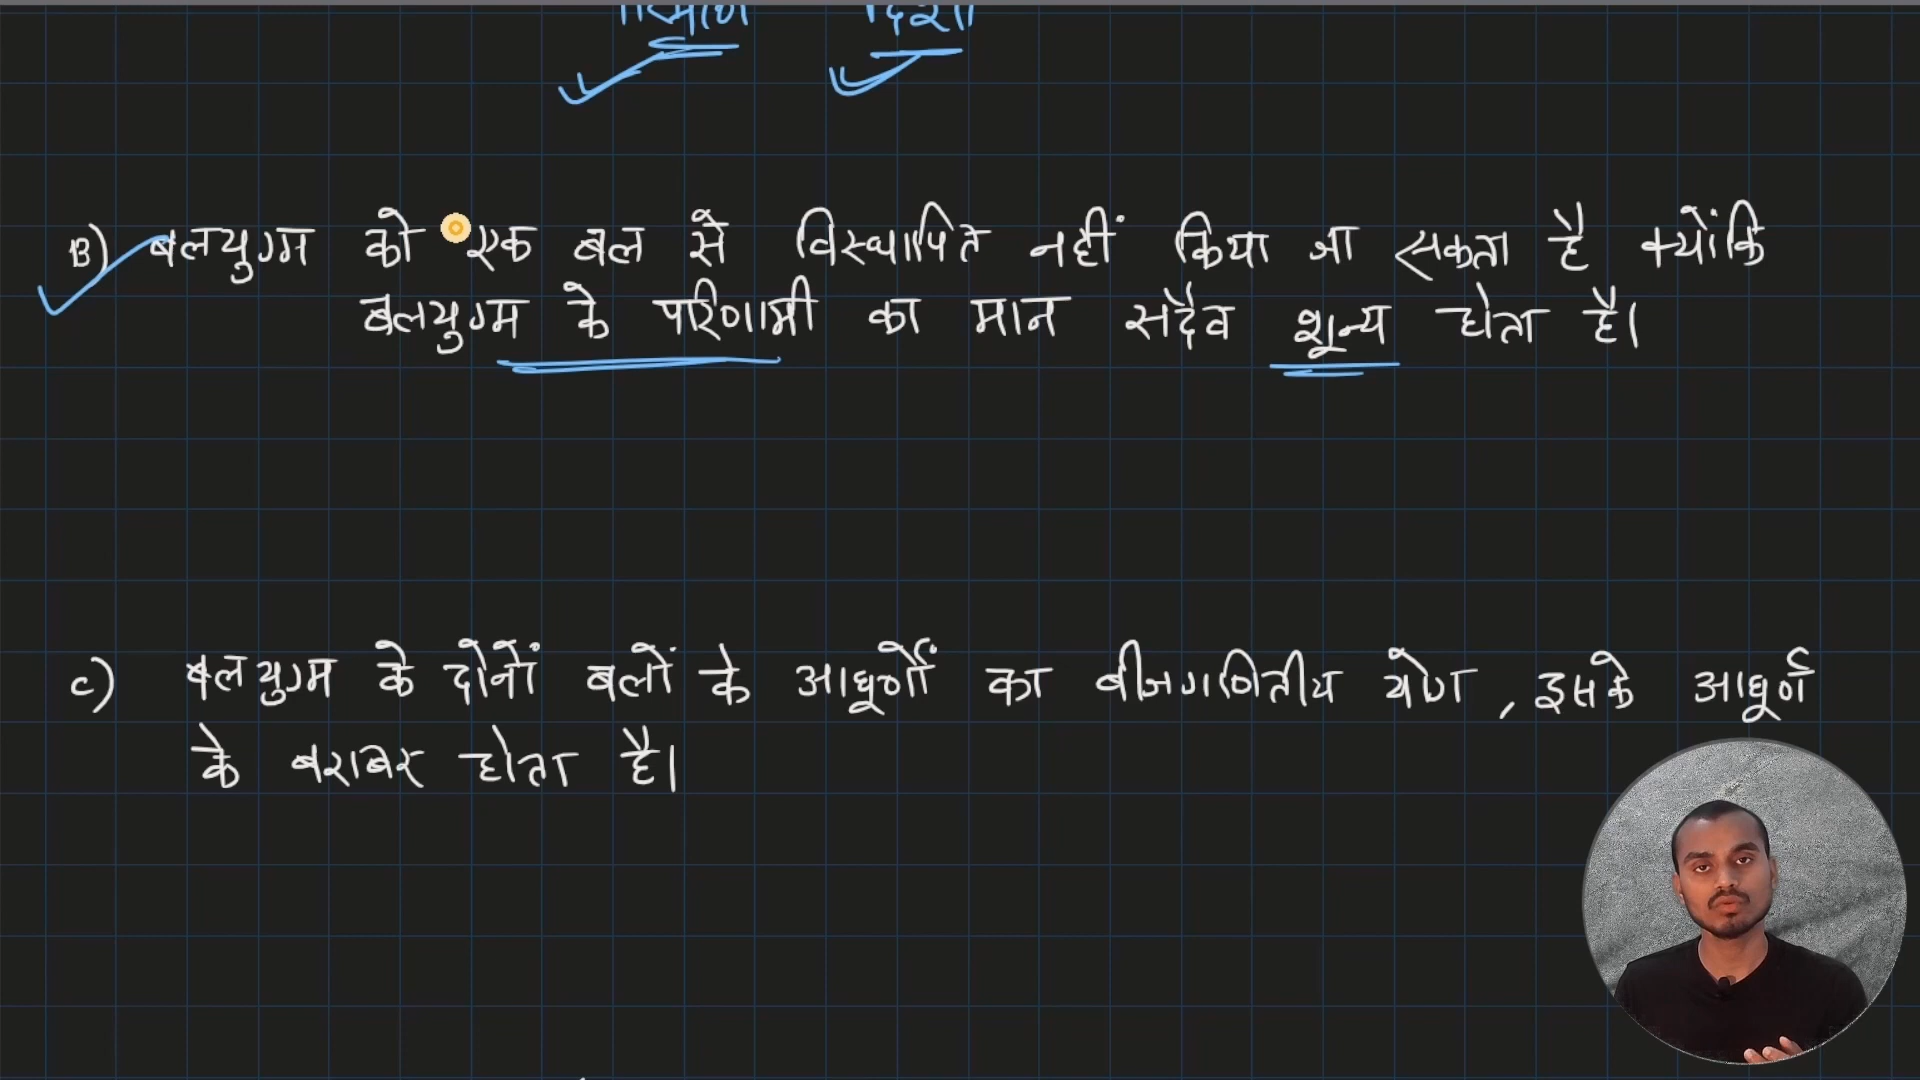 दिशा
B) बलयुग्म को एक बल से विस्थापित नहीं किया जा सकता है क्योंकि
बलयुग्म के परिणामी का मान सदैव शून्य होता है।
c) बलयुग्म के दोनों बलों के आघूर्णों का बीजगणितीय योग , इसके आघूर्ण
के बराबर होता है।